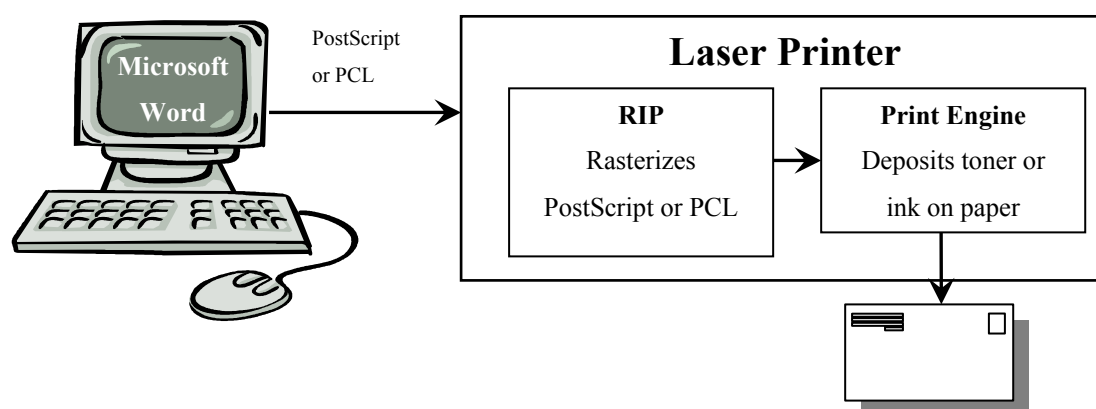 Microsoft
Word
PostScript
or PCL
Laser Printer
RIP
Rasterizes
PostScript or PCL
Print Engine
Deposits toner or
ink on paper